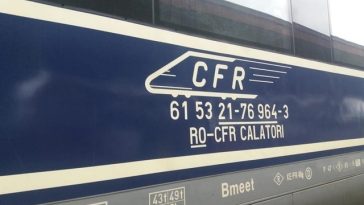 CFR
61 53 21-76 964-3
RO-CFR CALATORI
Bmeet